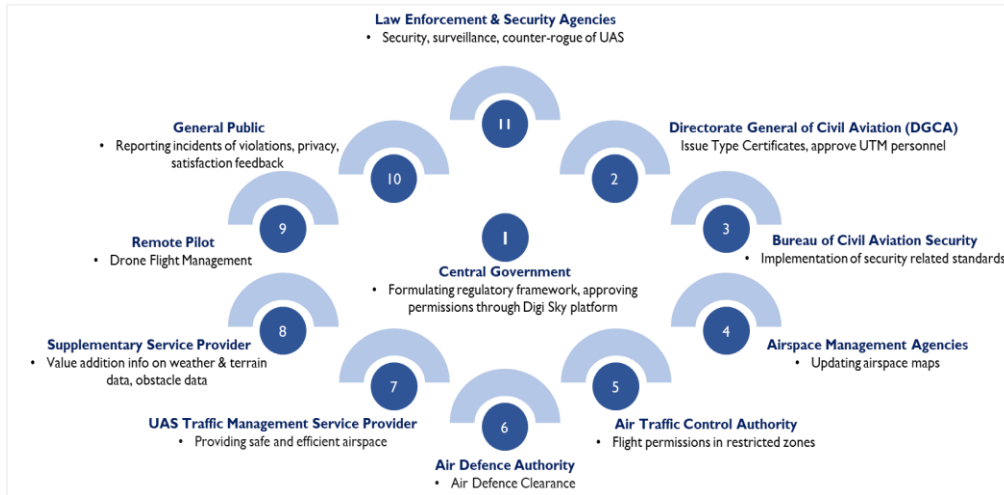 Law Enforcement & Security Agencies
• Security, surveillance, counter-rogue of UAS
11
General Public
• Reporting incidents of violations, privacy,
satisfaction feedback
10
Directorate General of Civil Aviation (DGCA)
Issue Type Certificates, approve UTM personnel
2
9
Remote Pilot
• Drone Flight Management
3
Bureau of Civil Aviation Security
• Implementation of security related standards
1
Central Government
• Formulating regulatory framework, approving
permissions through Digi Sky platform
8
Supplementary Service Provider
• Value addition info on weather & terrain
data, obstacle data
4
Airspace Management Agencies
• Updating airspace maps
7
UAS Traffic Management Service Provider
• Providing safe and efficient airspace
5
Air Traffic Control Authority
• Flight permissions in restricted zones
6
Air Defence Authority
• Air Defence Clearance